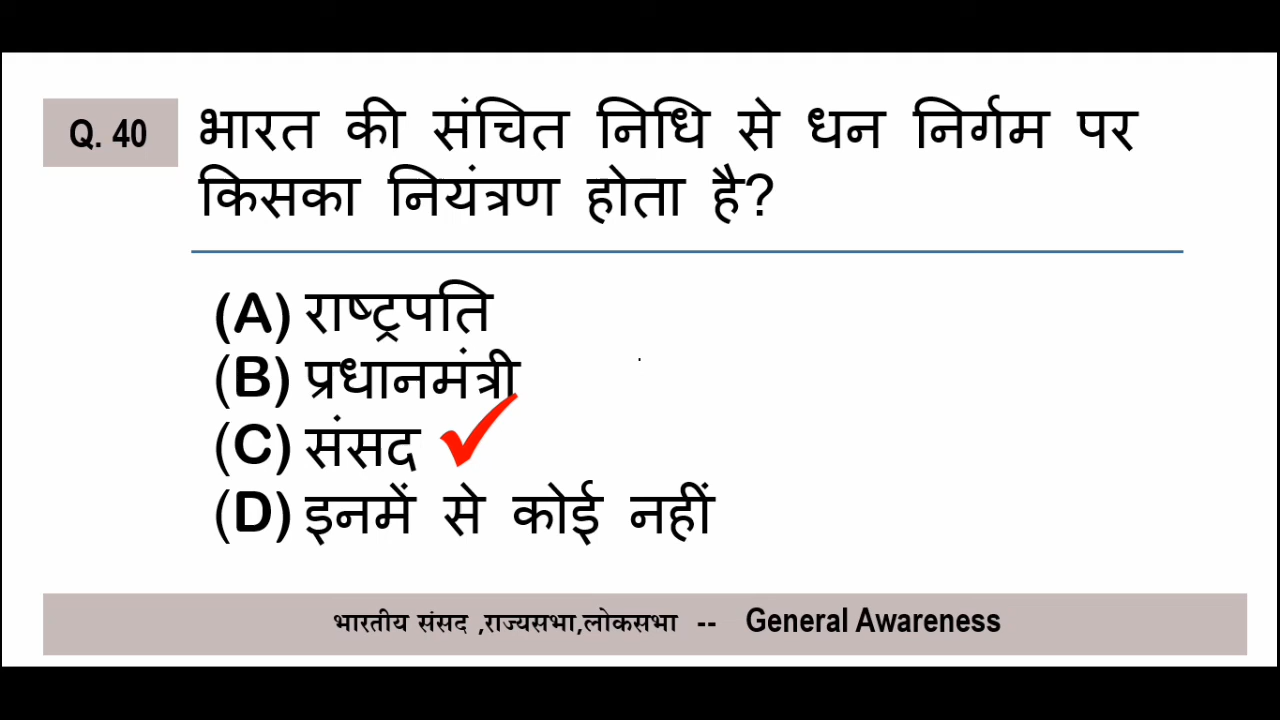 Q. 40
भारत की संचित निधि से धन निर्गम पर
किसका नियंत्रण होता है?
(A) राष्ट्रपति
(B) प्रधानमंत्री
(C) संसद
(D) इनमें से कोई नहीं
भारतीय संसद ,राज्यसभा,लोकसभा -- General Awareness